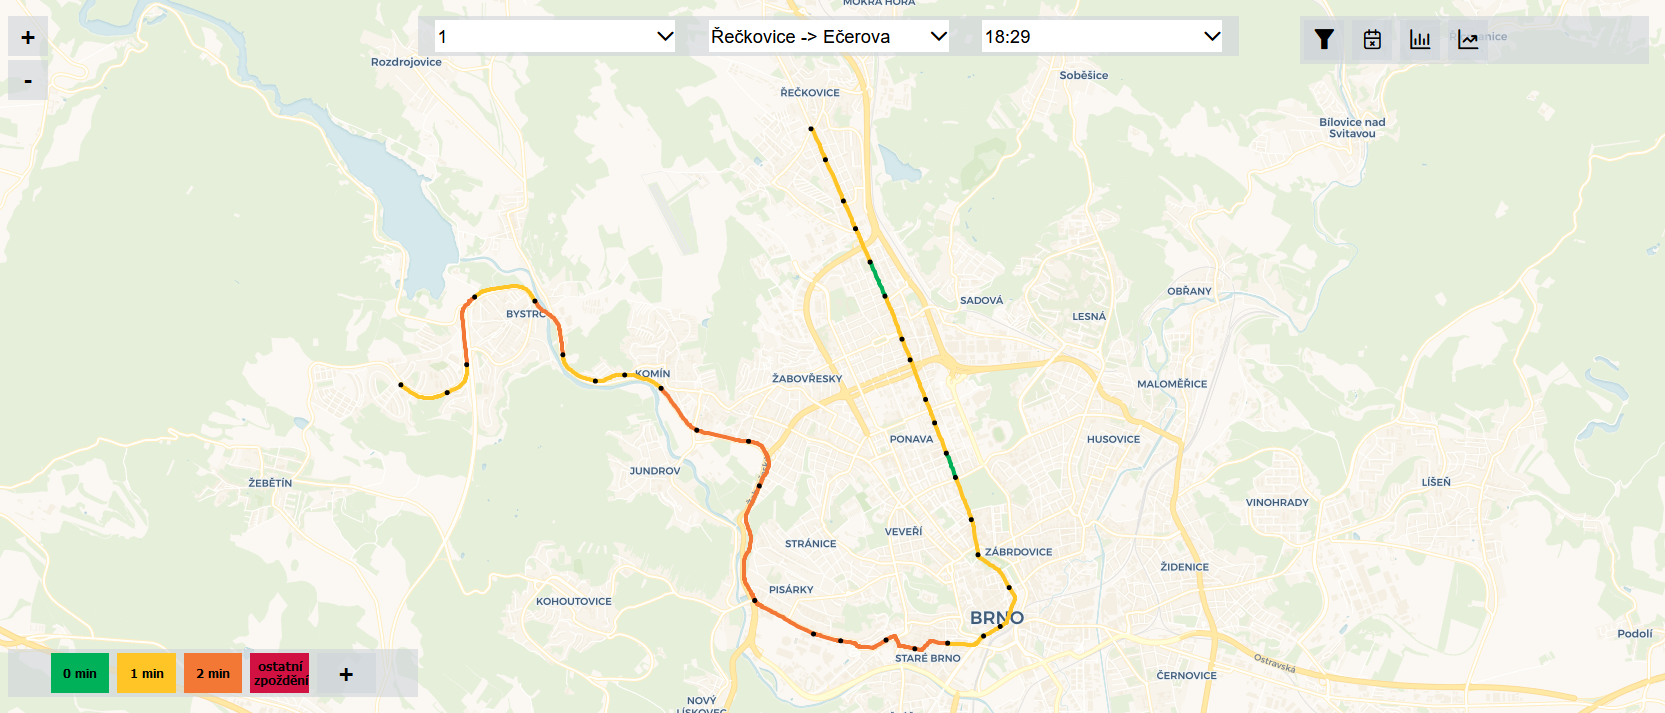 MOKRÁ HORA
+
1
Řečkovice -> Ečerova
18:29
Rozdrojovice
-
Soběšice
ŘEČKOVICE
Bílovice nad
Svitavou
OBŘANY
SADOVÁ
BYSTRC
LESNÁ
KOMÍN
ŽABOVŘESKY
MALOMĚŘICE
PONAVA
HUSOVICE
JUNDROV
ŽEBĚTÍN
LÍŠEŇ
VINOHRADY
VEVEŘÍ
STRÁNICE
ZÁBRDOVICE
ŽIDENICE
PISÁRKY
KOHOUTOVICE
BRNO
Podolí
STARÉ BRNO
Ostravská
ČERNOVICE
0 min
1 min
2 min
ostatní
zpoždění
+
NOVÝ
LÍSKOVEC